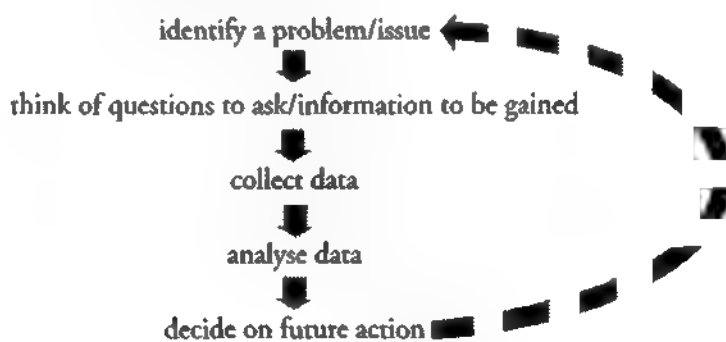 identify a problem/issue
think of questions to ask/information to be gained
collect data
analyse data
decide on future action